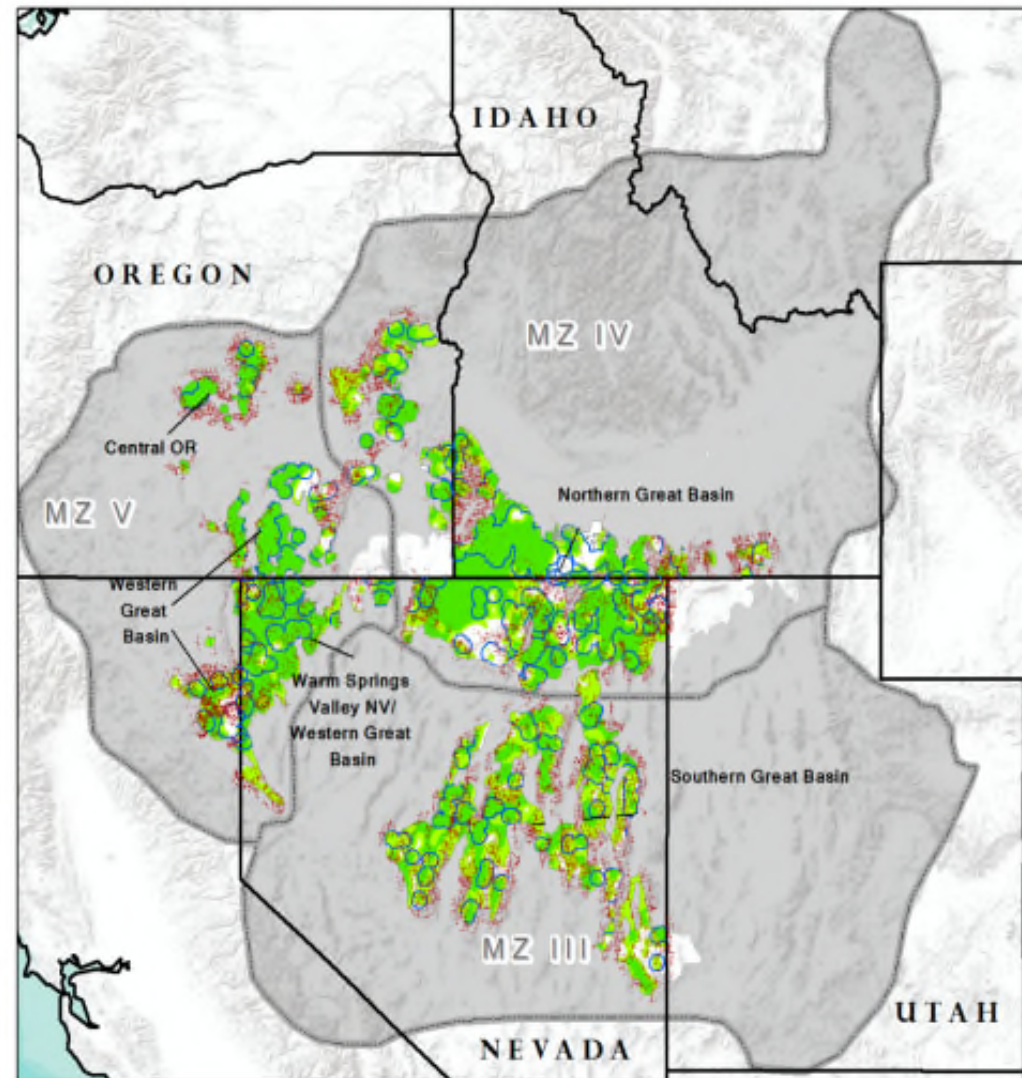 IDAHO
OREGON
MZ IV
Central OR
Northern Great Basin
MZ V
Western
Great
Basin
Warm Springs
Valley NV/
Western Great
Basin
Southern Great Basin
MZ III
UTAH
NEVADA